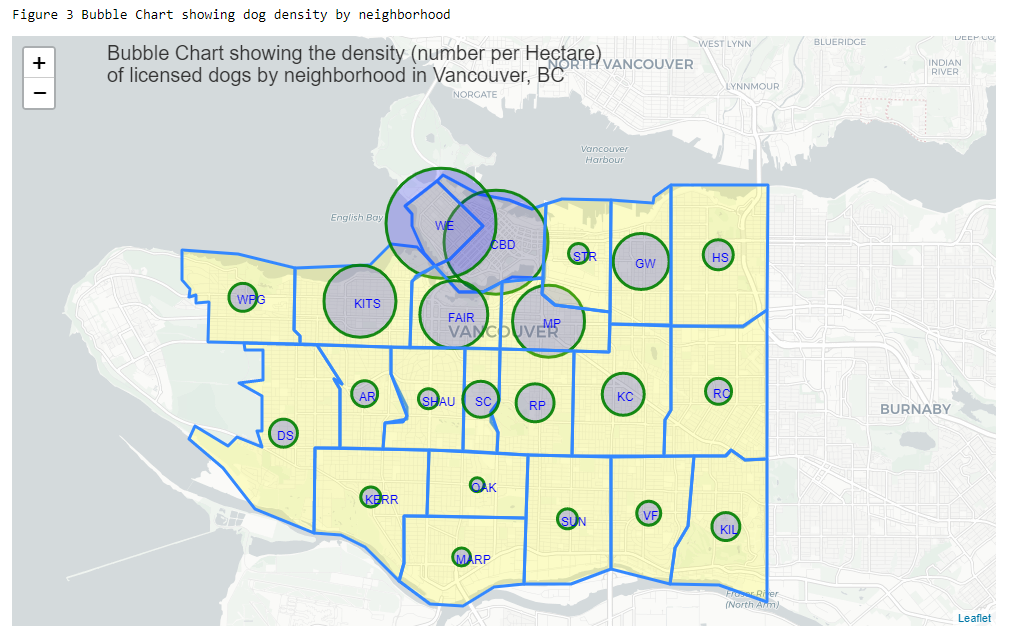 Figure 3 Bubble Chart showing dog density by neighborhood
+
−
Bubble Chart showing the density (number per Hectare)
of licensed dogs by neighborhood in Vancouver, BC
WEST LYNN
BLUERIDGE
DEEP CO
NORTH VANCOUVER
INDIAN
RIVER
LYNNMOUR
NORGATE
Vancouver
Harbour
English Bay
WE
CBD
STR
GW
HS
WPG
KITS
FAIR
MP
VANCOUVER
AR
SHAU
SC
RP
KC
RC
BURNABY
DS
KERR
OAK
SUN
VF
KIL
MARP
Fraser River
(North Arm)
Leaflet